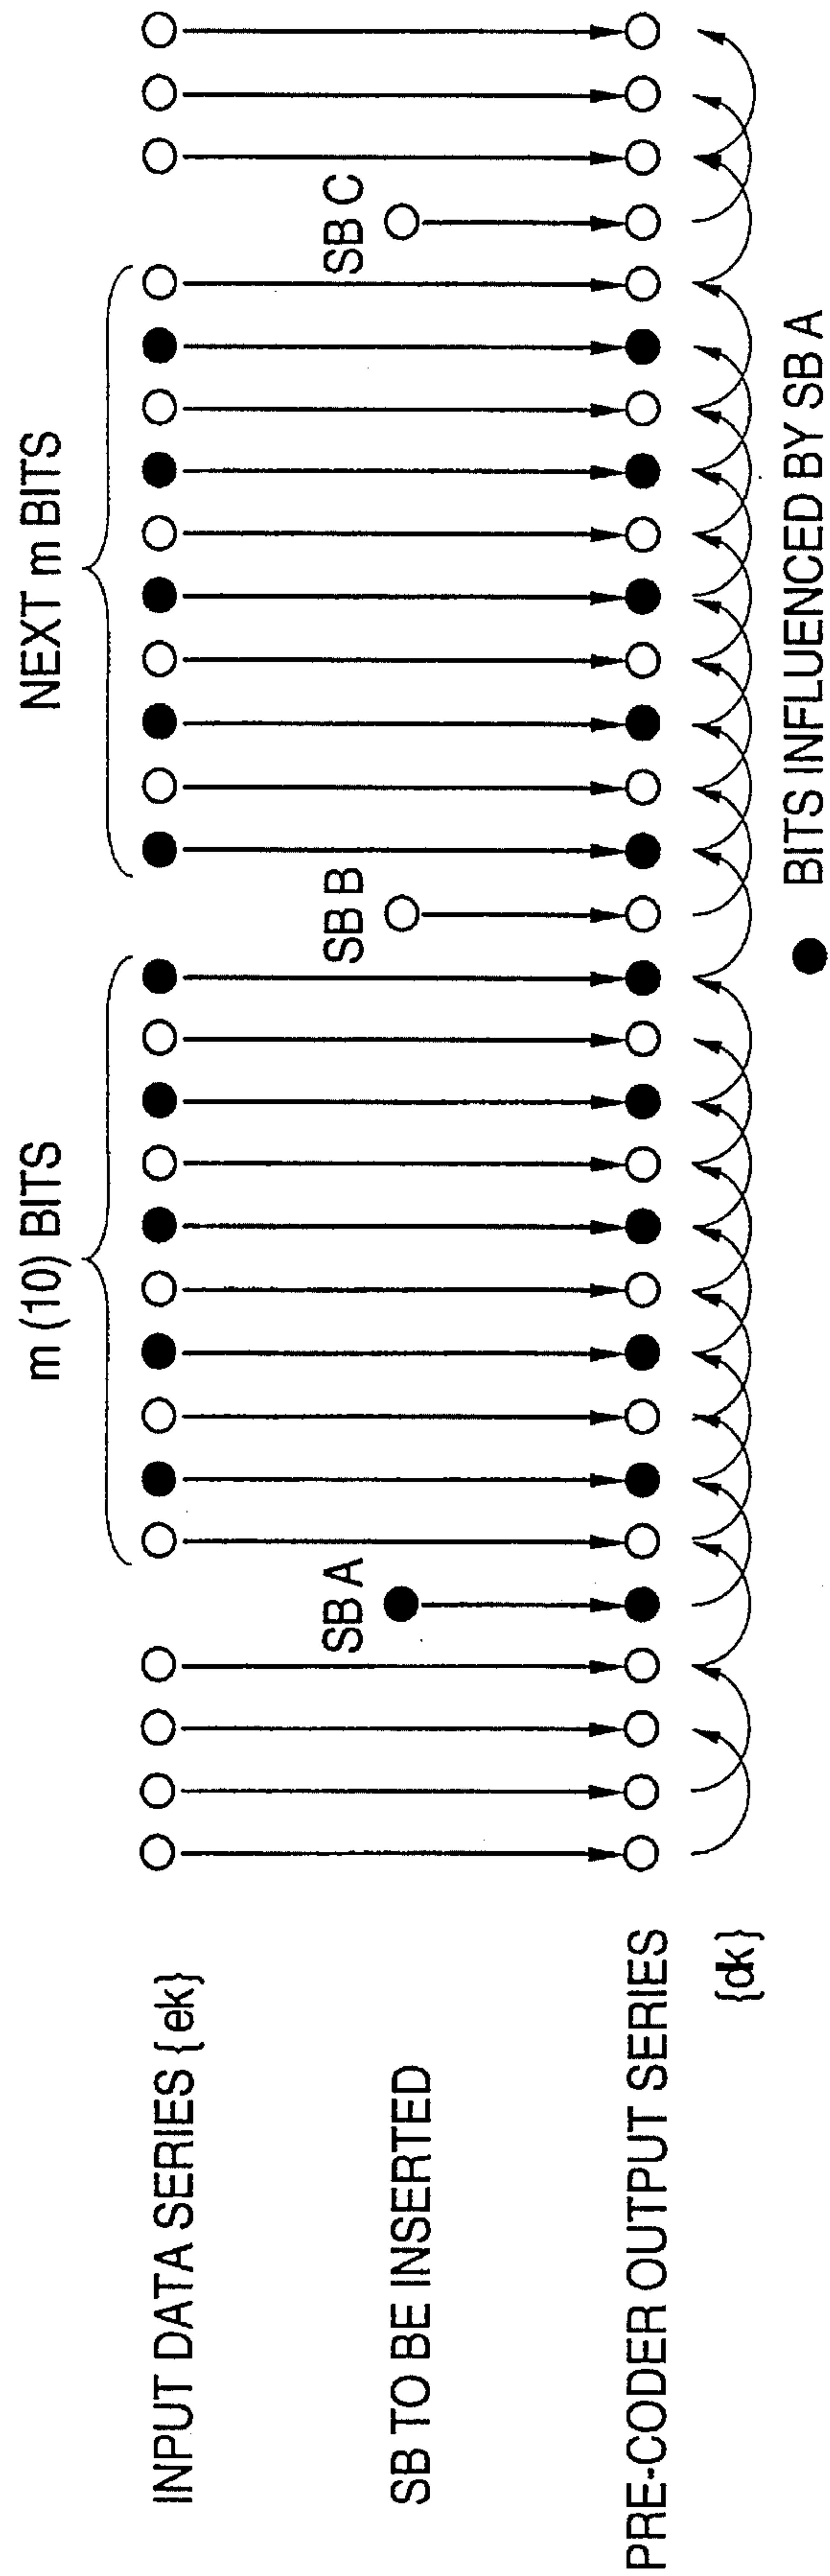 m (10) BITS
NEXT m BITS
INPUT DATA SERIES {ek}
SB A
SB B
SB C
SB TO BE INSERTED
PRE-CODER OUTPUT SERIES
{dk}
BITS INFLUENCED BY SB A